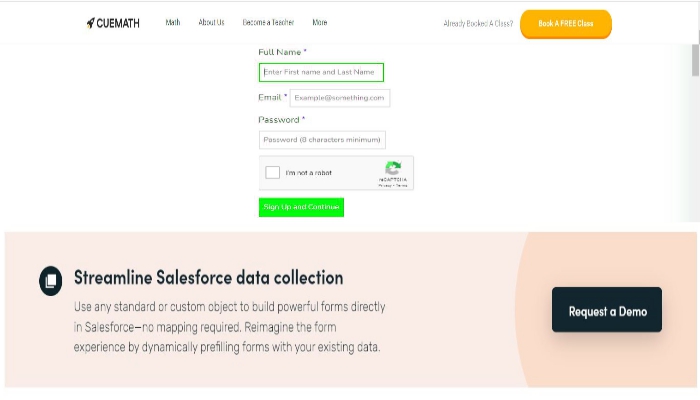 CUEMATH
Math About Us Become a Teacher More Already Booked A Class? Book A FREE Class
Full Name *
Enter First name and Last Name
Email * Example@something.com
Password *
Password (8 characters minimum)
I'm not a robot
reCAPTCHA
Privacy - Terms
Sign Up and Continue
Streamline Salesforce data collection
Use any standard or custom object to build powerful forms directly
in Salesforce—no mapping required. Reimagine the form
experience by dynamically prefilling forms with your existing data.
Request a Demo